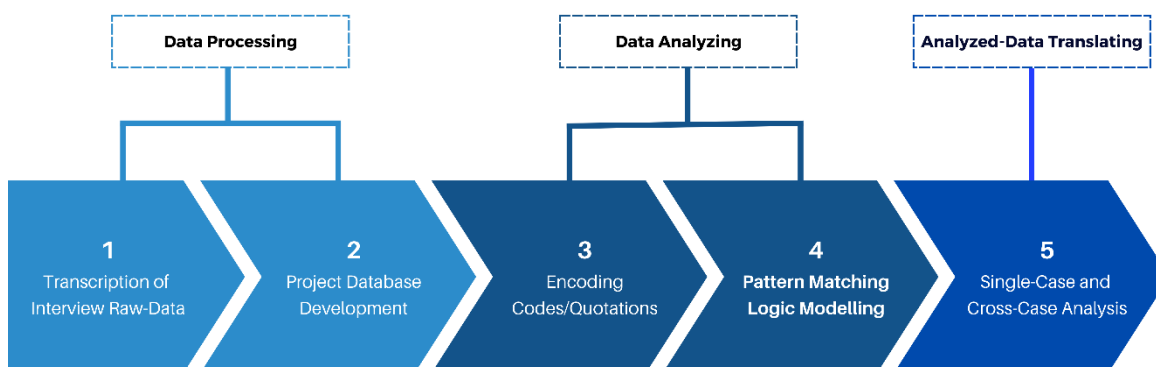 Data Processing
Data Analyzing
Analyzed-Data Translating
1
Transcription of
Interview Raw-Data
2
Project Database
Development
3
Encoding
Codes/Quotations
4
Pattern Matching
Logic Modelling
5
Single-Case and
Cross-Case Analysis